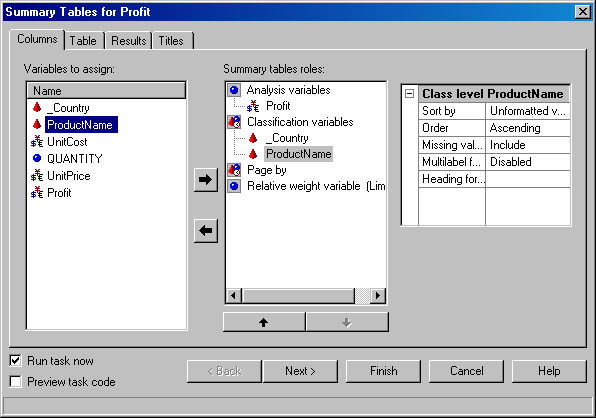 Summary Tables for Profit
Columns Table Results Titles
Variables to assign:
Name
_Country
ProductName
UnitCost
QUANTITY
UnitPrice
Profit
Summary tables roles:
Analysis variables
Profit
Classification variables
_Country
ProductName
Page by
Relative weight variable (Lim
Class level ProductName
Sort by Unformatted v...
Order Ascending
Missing val... Include
Multilabel f... Disabled
Heading for...
Run task now
Preview task code
< Back Next > Finish Cancel Help